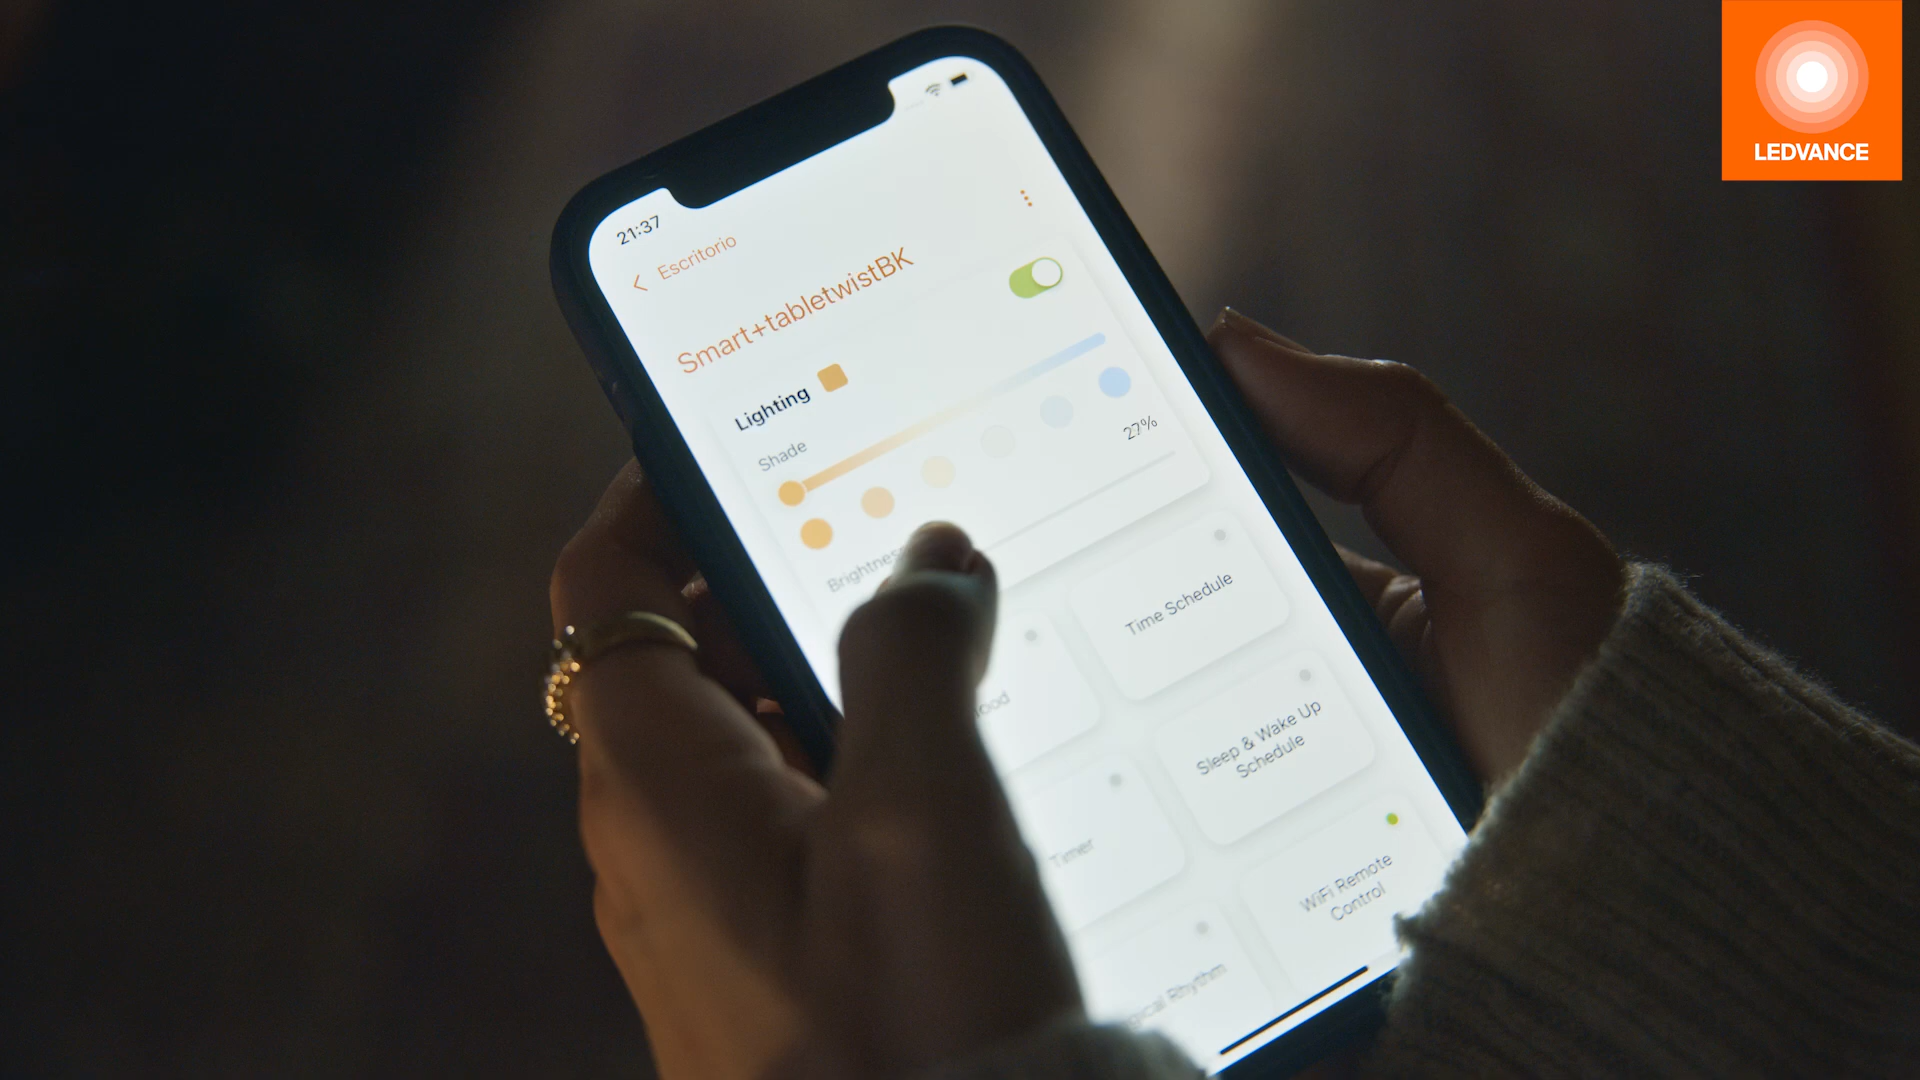 LEDVANCE
21:37
Escritorio
Smart+tabletwistBK
Lighting
Shade
27%
Time Schedule
Sleep & Wake Up
Schedule
Timer
WiFi Remote
Control
Rhythm